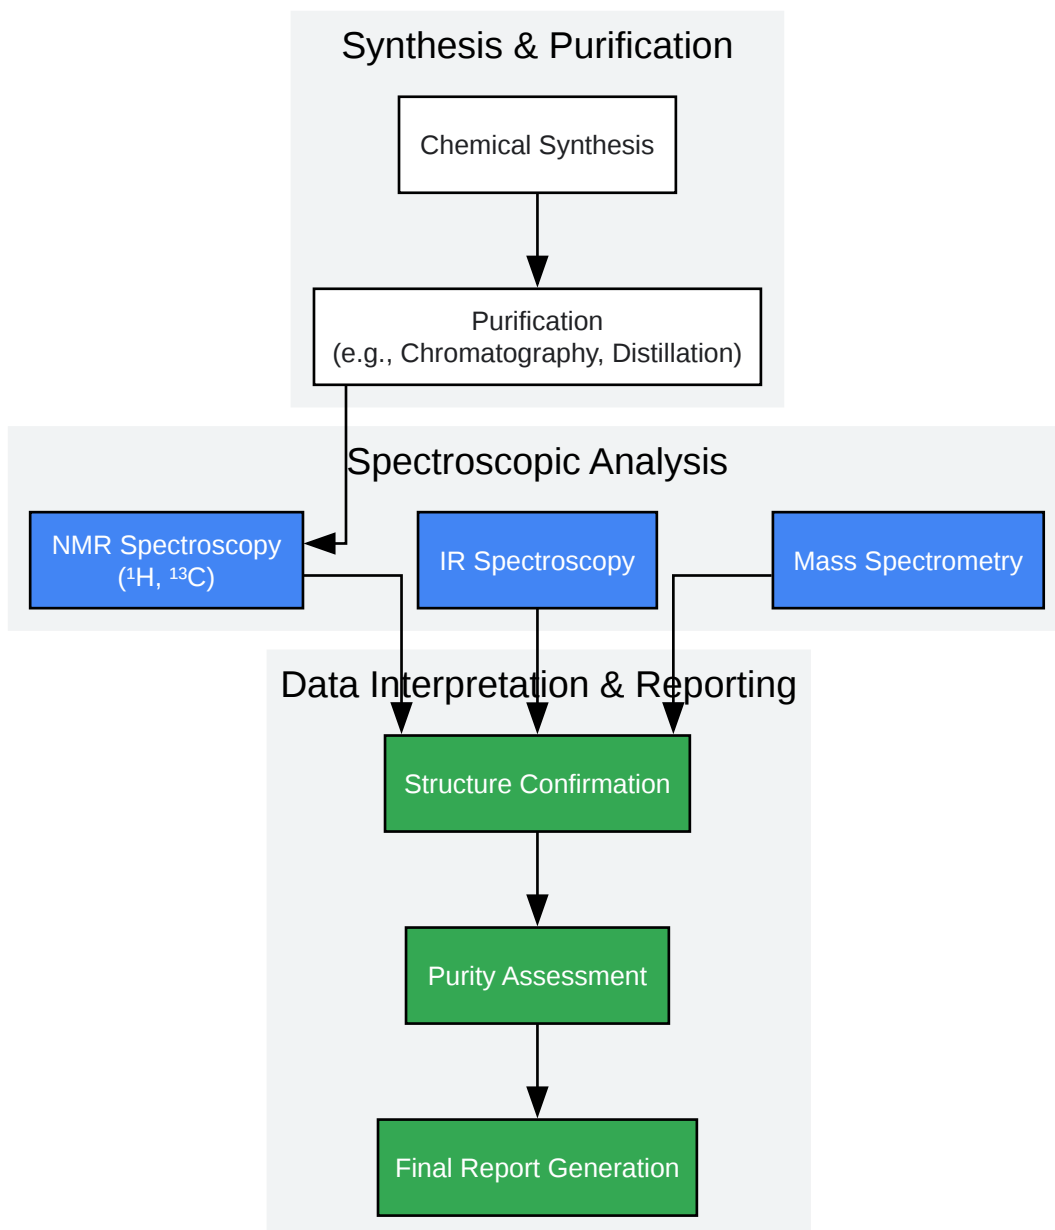 Synthesis & Purification
Chemical Synthesis
Purification
(e.g., Chromatography, Distillation)
Spectroscopic Analysis
NMR Spectroscopy
(¹H, ¹³C)
IR Spectroscopy
Mass Spectrometry
Data Interpretation & Reporting
Structure Confirmation
Purity Assessment
Final Report Generation